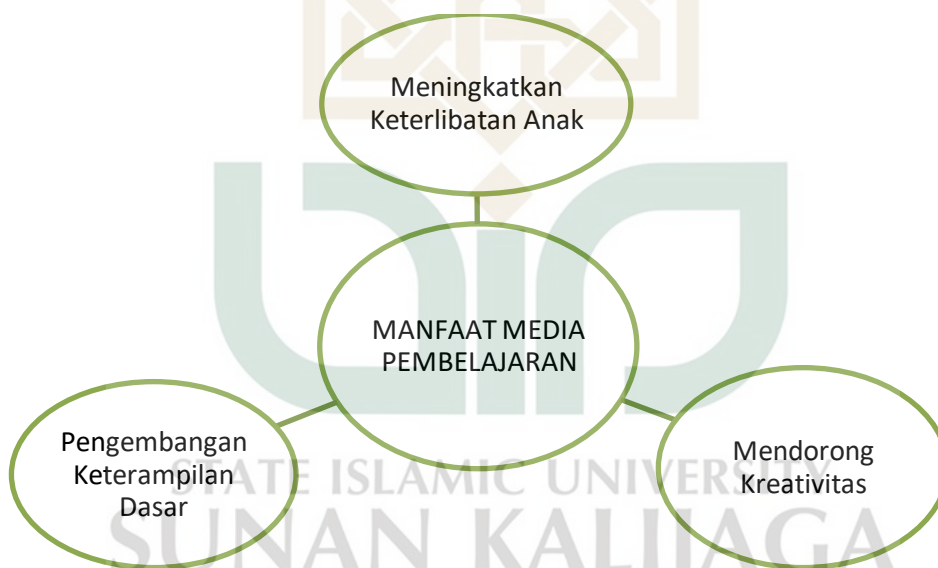 Meningkatkan
Keterlibatan Anak
MANFAAT MEDIA
PEMBELAJARAN
Pengembangan
Keterampilan
Dasar
Mendorong
Kreativitas
STATE ISLAMIC UNIVERSITY
SUNAN KALIJAGA